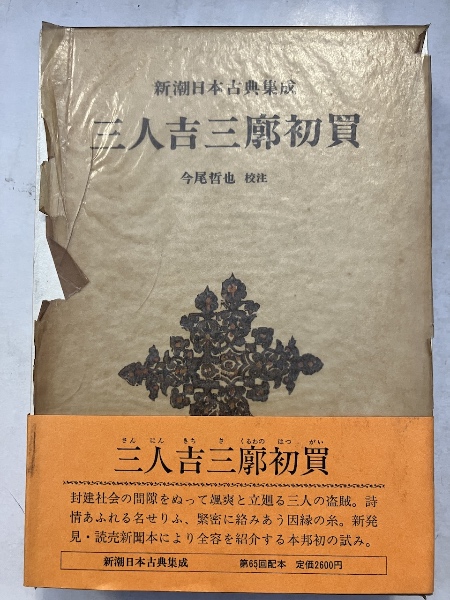 新潮日本古典集成
三人吉三廓初買
今尾哲也 校注
さんにんきちさくるわのはつがい
三人吉三廓初買
封建社会の間隙をぬって颯爽と立廻る三人の盗賊。詩
情あふれる名せりふ、緊密に絡みあう因縁の糸。新発
見・読売新聞本により全容を紹介する本邦初の試み。
新潮日本古典集成 第65回配本 定価2600円